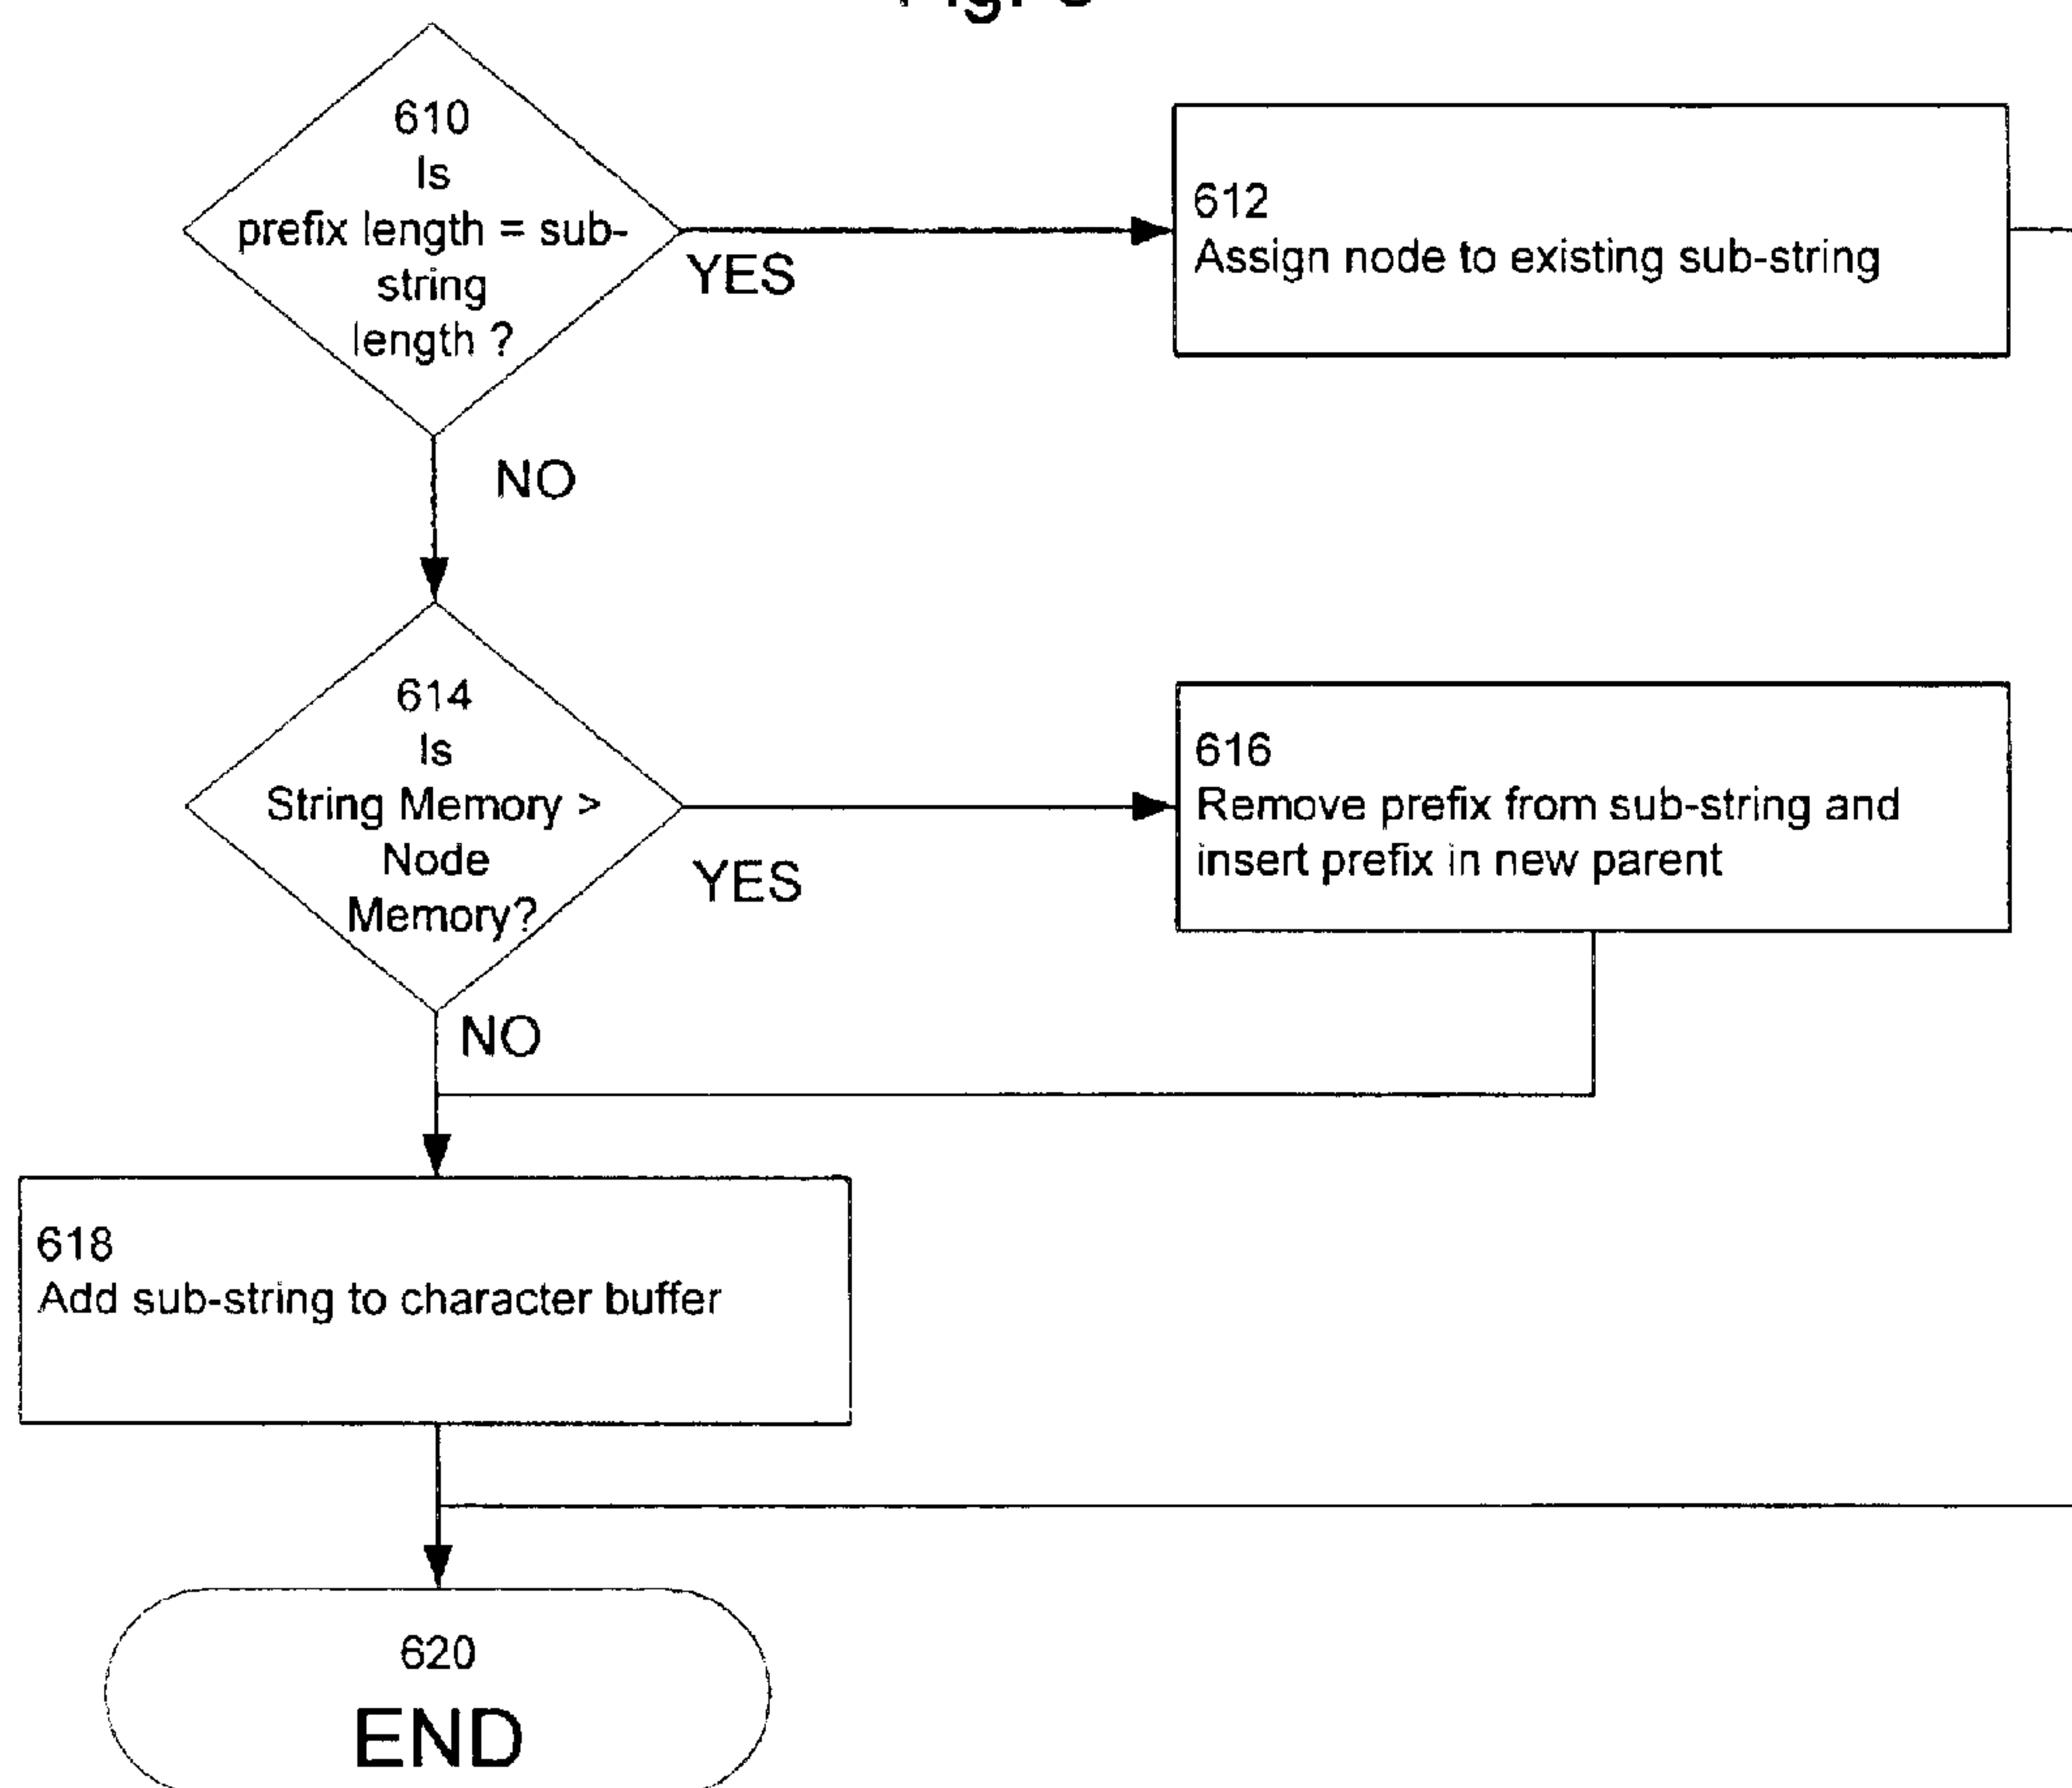 610
Is
prefix length = sub-
string
length ?
YES
612
Assign node to existing sub-string
NO
614
Is
String Memory >
Node
Memory?
YES
616
Remove prefix from sub-string and
insert prefix in new parent
NO
618
Add sub-string to character buffer
620
END